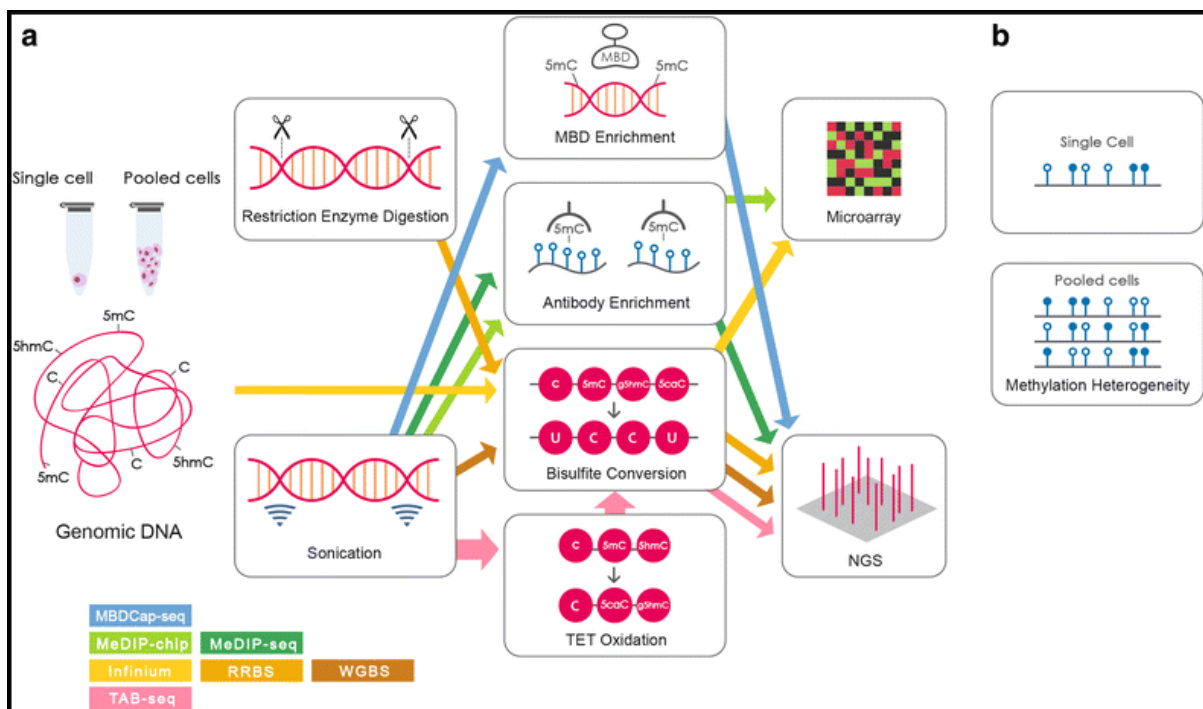 a
b
Single cell
Pooled cells
5mC
5hmC
C
C
C
5mC
5hmC
Genomic DNA
Restriction Enzyme Digestion
Sonication
MBD
5mC
5mC
MBD Enrichment
5mC
5mC
Antibody Enrichment
C 5mC g5hmC 5caC
U C C U
Bisulfite Conversion
C 5mC 5hmC
C 5caC g5hmC
TET Oxidation
Microarray
NGS
Single Cell
Pooled cells
Methylation Heterogeneity
MBDCap-seq
MeDIP-chip MeDIP-seq
Infinium RRBS WGBS
TAB-seq